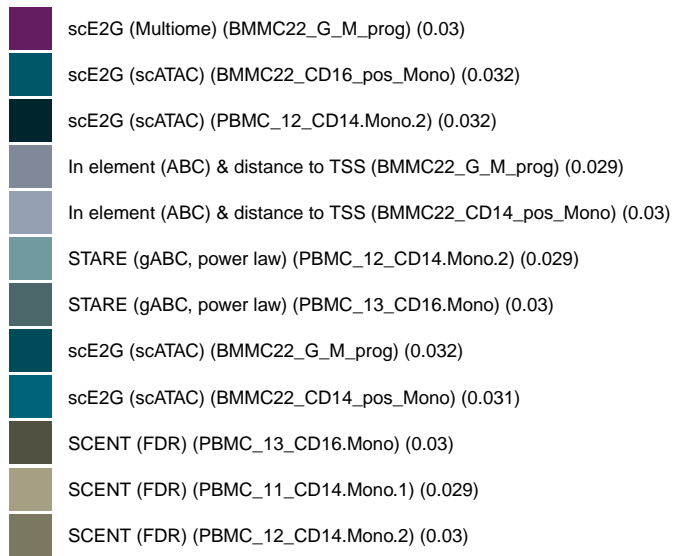 scE2G (Multiome) (BMMC22_G_M_prog) (0.03)
scE2G (scATAC) (BMMC22_CD16_pos_Mono) (0.032)
scE2G (scATAC) (PBMC_12_CD14.Mono.2) (0.032)
In element (ABC) & distance to TSS (BMMC22_G_M_prog) (0.029)
In element (ABC) & distance to TSS (BMMC22_CD14_pos_Mono) (0.03)
STARE (gABC, power law) (PBMC_12_CD14.Mono.2) (0.029)
STARE (gABC, power law) (PBMC_13_CD16.Mono) (0.03)
scE2G (scATAC) (BMMC22_G_M_prog) (0.032)
scE2G (scATAC) (BMMC22_CD14_pos_Mono) (0.031)
SCENT (FDR) (PBMC_13_CD16.Mono) (0.03)
SCENT (FDR) (PBMC_11_CD14.Mono.1) (0.029)
SCENT (FDR) (PBMC_12_CD14.Mono.2) (0.03)